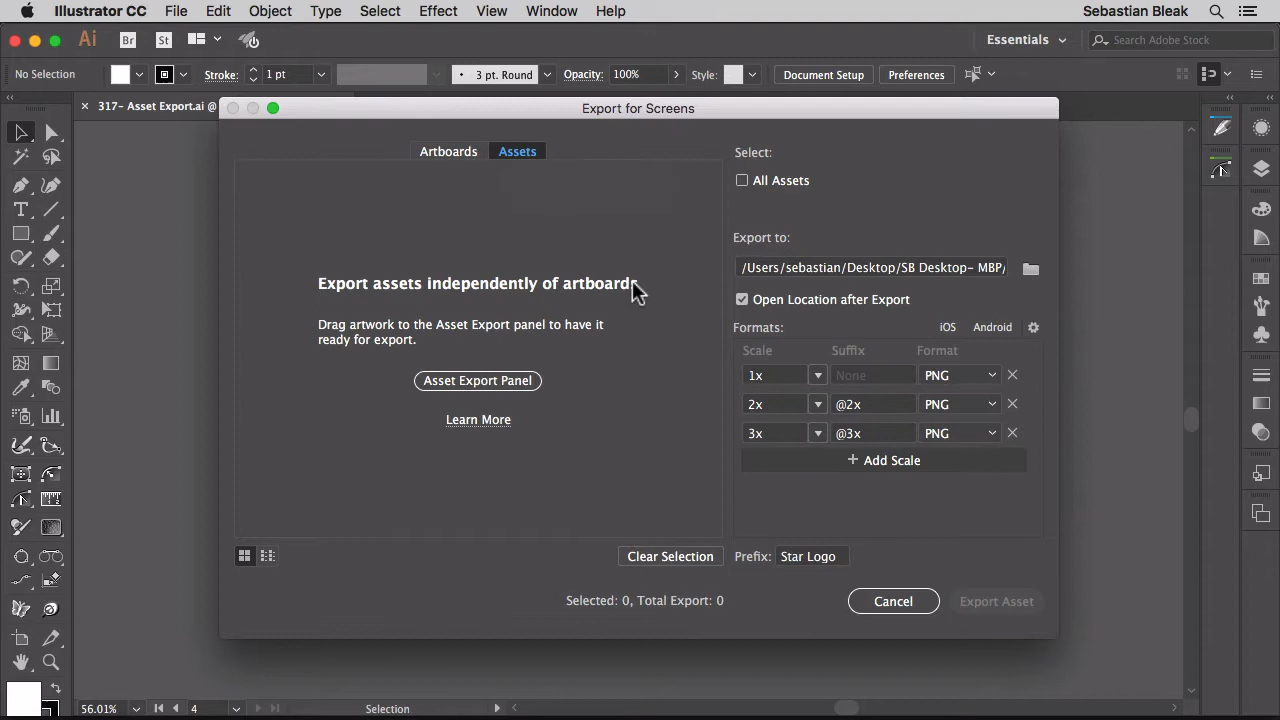 Illustrator CC File Edit Object Type Select Effect View Window Help Sebastian Bleak
Ai Br St Essentials Search Adobe Stock
No Selection Stroke: 1 pt 3 pt. Round Opacity: 100% Style: Document Setup Preferences
317- Asset Export.ai @
Export for Screens
Artboards Assets
Select:
All Assets
Export to:
/Users/sebastian/Desktop/SB Desktop- MBP/
Open Location after Export
Export assets independently of artboards
Drag artwork to the Asset Export panel to have it
ready for export.
Asset Export Panel
Learn More
Formats: iOS Android
Scale Suffix Format
1x None PNG
2x @2x PNG
3x @3x PNG
+ Add Scale
Clear Selection Prefix: Star Logo
Selected: 0, Total Export: 0 Cancel Export Asset
56.01% 4 Selection